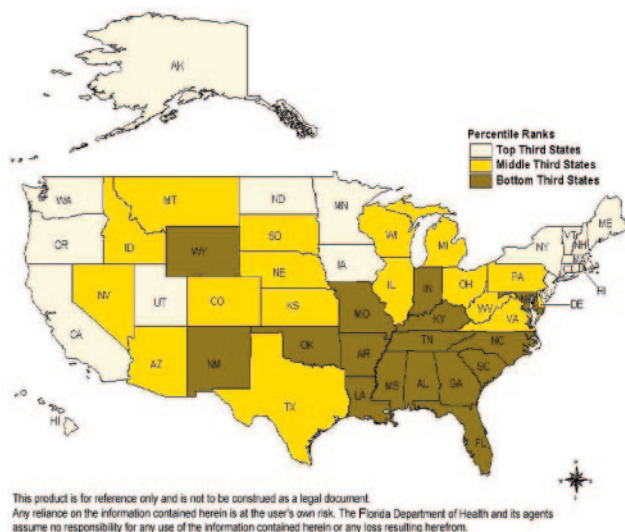 AK
Percentile Ranks
Top Third States
Middle Third States
Bottom Third States
WA
MT
ND
MN
ME
VT
NH
OR
ID
WY
SD
WI
MI
NY
MA
RI
NV
UT
CO
NE
IA
IL
IN
OH
PA
DE
CA
KS
MO
KY
WV
VA
AZ
NM
OK
AR
TN
NC
SC
TX
LA
MS
AL
GA
FL
HI
This product is for reference only and is not to be construed as a legal document.
Any reliance on the information contained herein is at the user's own risk. The Florida Department of Health and its agents
assume no responsibility for any use of the information contained herein or any loss resulting herefrom.